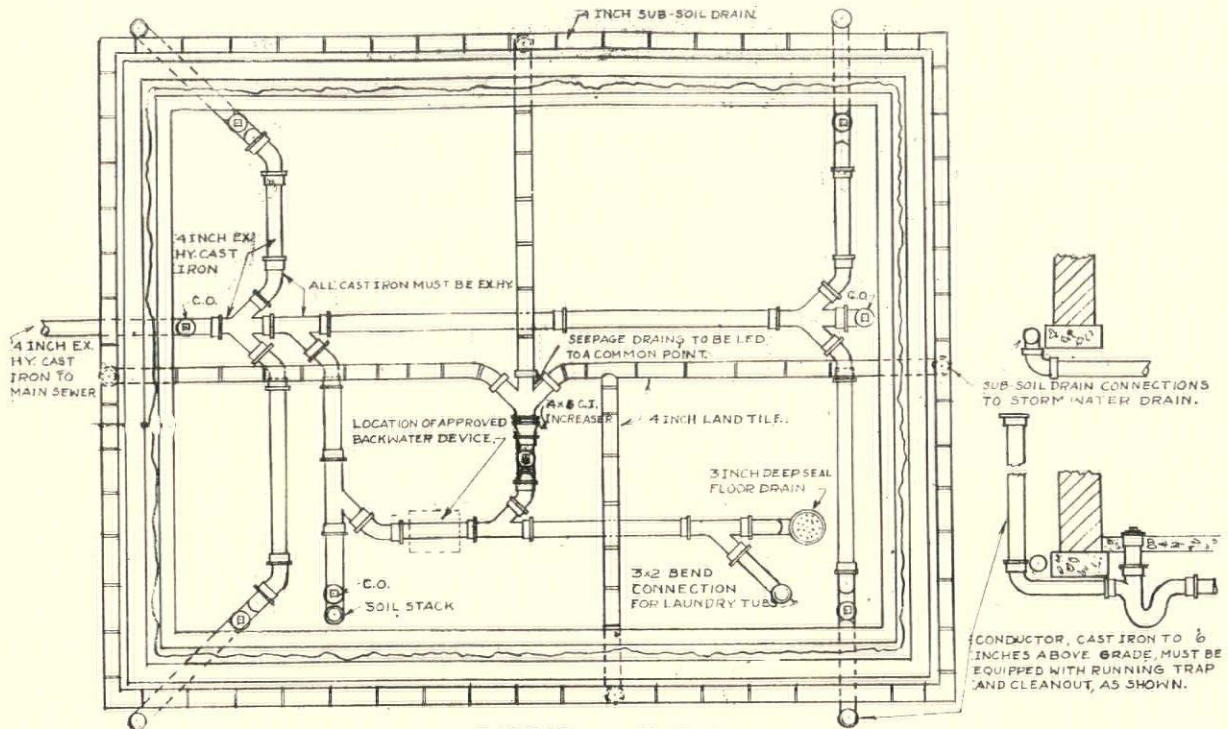 4 INCH SUB-SOIL DRAIN
4 INCH EX.
HY. CAST
IRON
C.O.
ALL CAST IRON MUST BE EX.HY.
C.O.
4 INCH EX.
HY. CAST
IRON TO
MAIN SEWER
SEEPAGE DRAINS TO BE LED
TO A COMMON POINT.
SUB-SOIL DRAIN CONNECTIONS
TO STORM WATER DRAIN.
C.I.
INCREASER
4 INCH LAND TILE.
LOCATION OF APPROVED
BACKWATER DEVICE.
3 INCH DEEP SEAL
FLOOR DRAIN
3x2 BEND
CONNECTION
FOR LAUNDRY TUBS
C.O.
SOIL STACK
CONDUCTOR, CAST IRON TO 6
INCHES ABOVE GRADE, MUST BE
EQUIPPED WITH RUNNING TRAP
AND CLEANOUT, AS SHOWN.